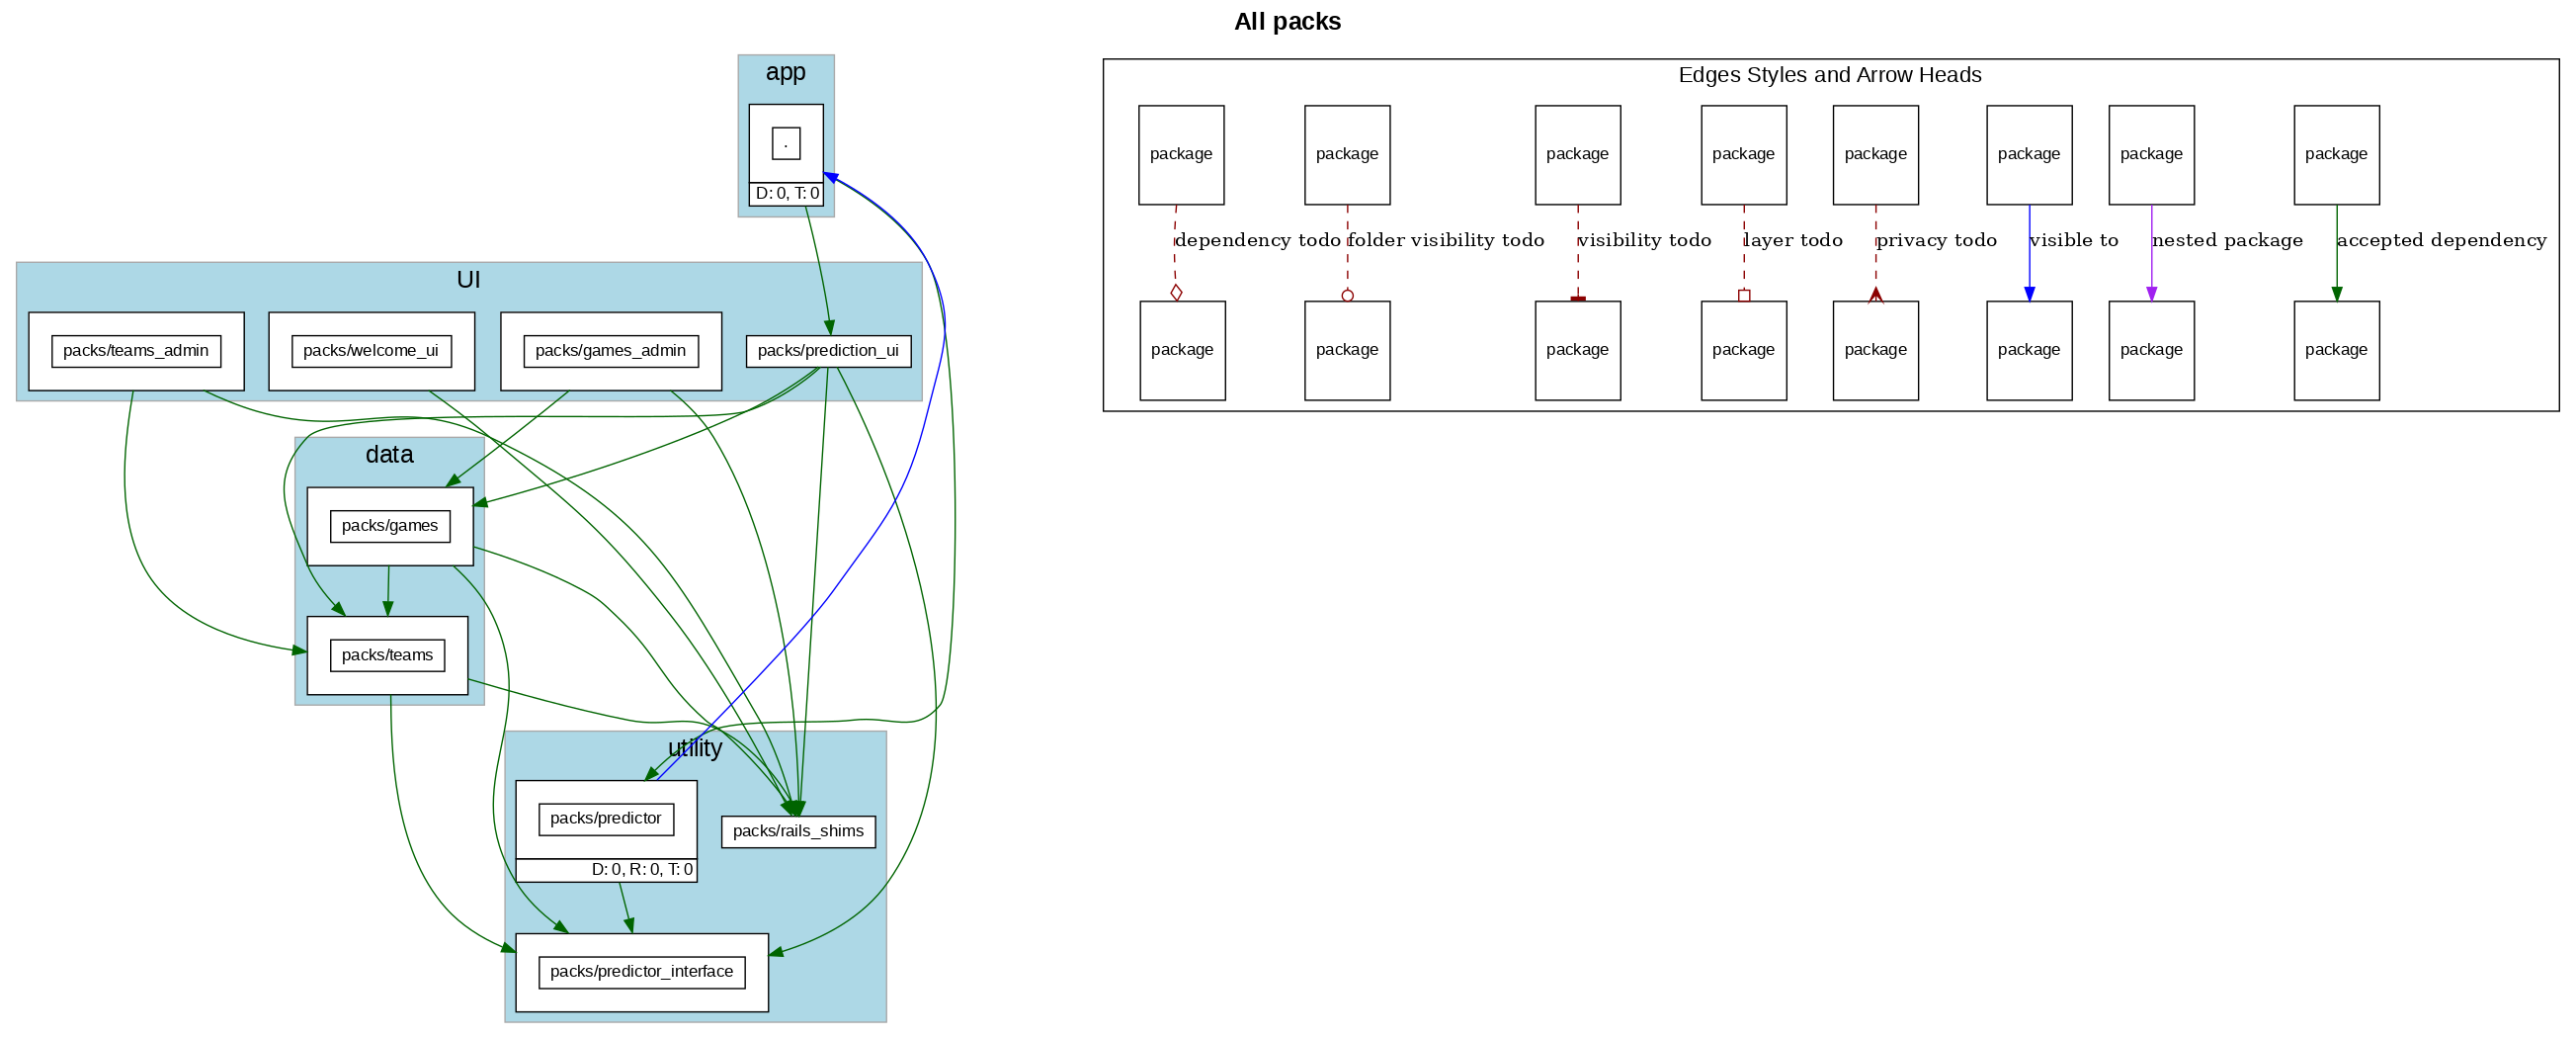 All packs
app
.
D: 0, T: 0
UI
packs/teams_admin
packs/welcome_ui
packs/games_admin
packs/prediction_ui
data
packs/games
packs/teams
utility
packs/predictor
D: 0, R: 0, T: 0
packs/rails_shims
packs/predictor_interface
Edges Styles and Arrow Heads
package package package package package package package package
dependency todo folder visibility todo visibility todo layer todo privacy todo visible to nested package accepted dependency
package package package package package package package package